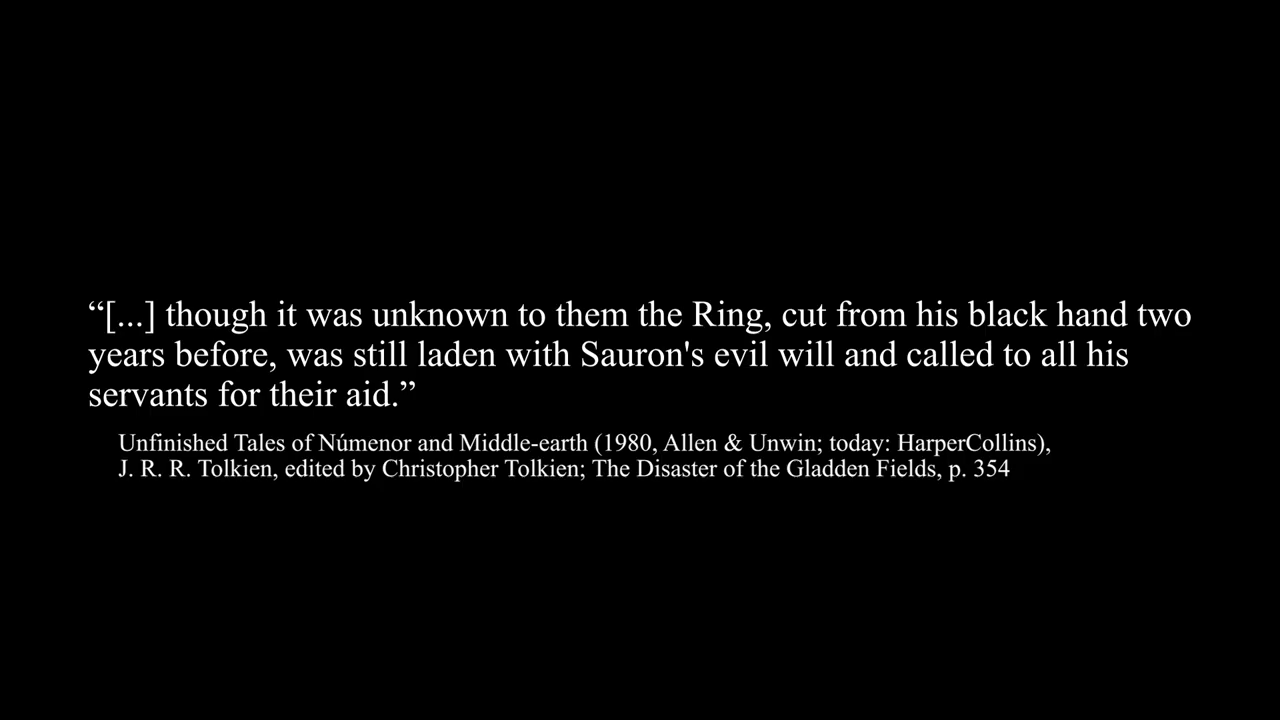 “[...] though it was unknown to them the Ring, cut from his black hand two
years before, was still laden with Sauron's evil will and called to all his
servants for their aid.”
Unfinished Tales of Númenor and Middle-earth (1980, Allen & Unwin; today: HarperCollins),
J. R. R. Tolkien, edited by Christopher Tolkien; The Disaster of the Gladden Fields, p. 354